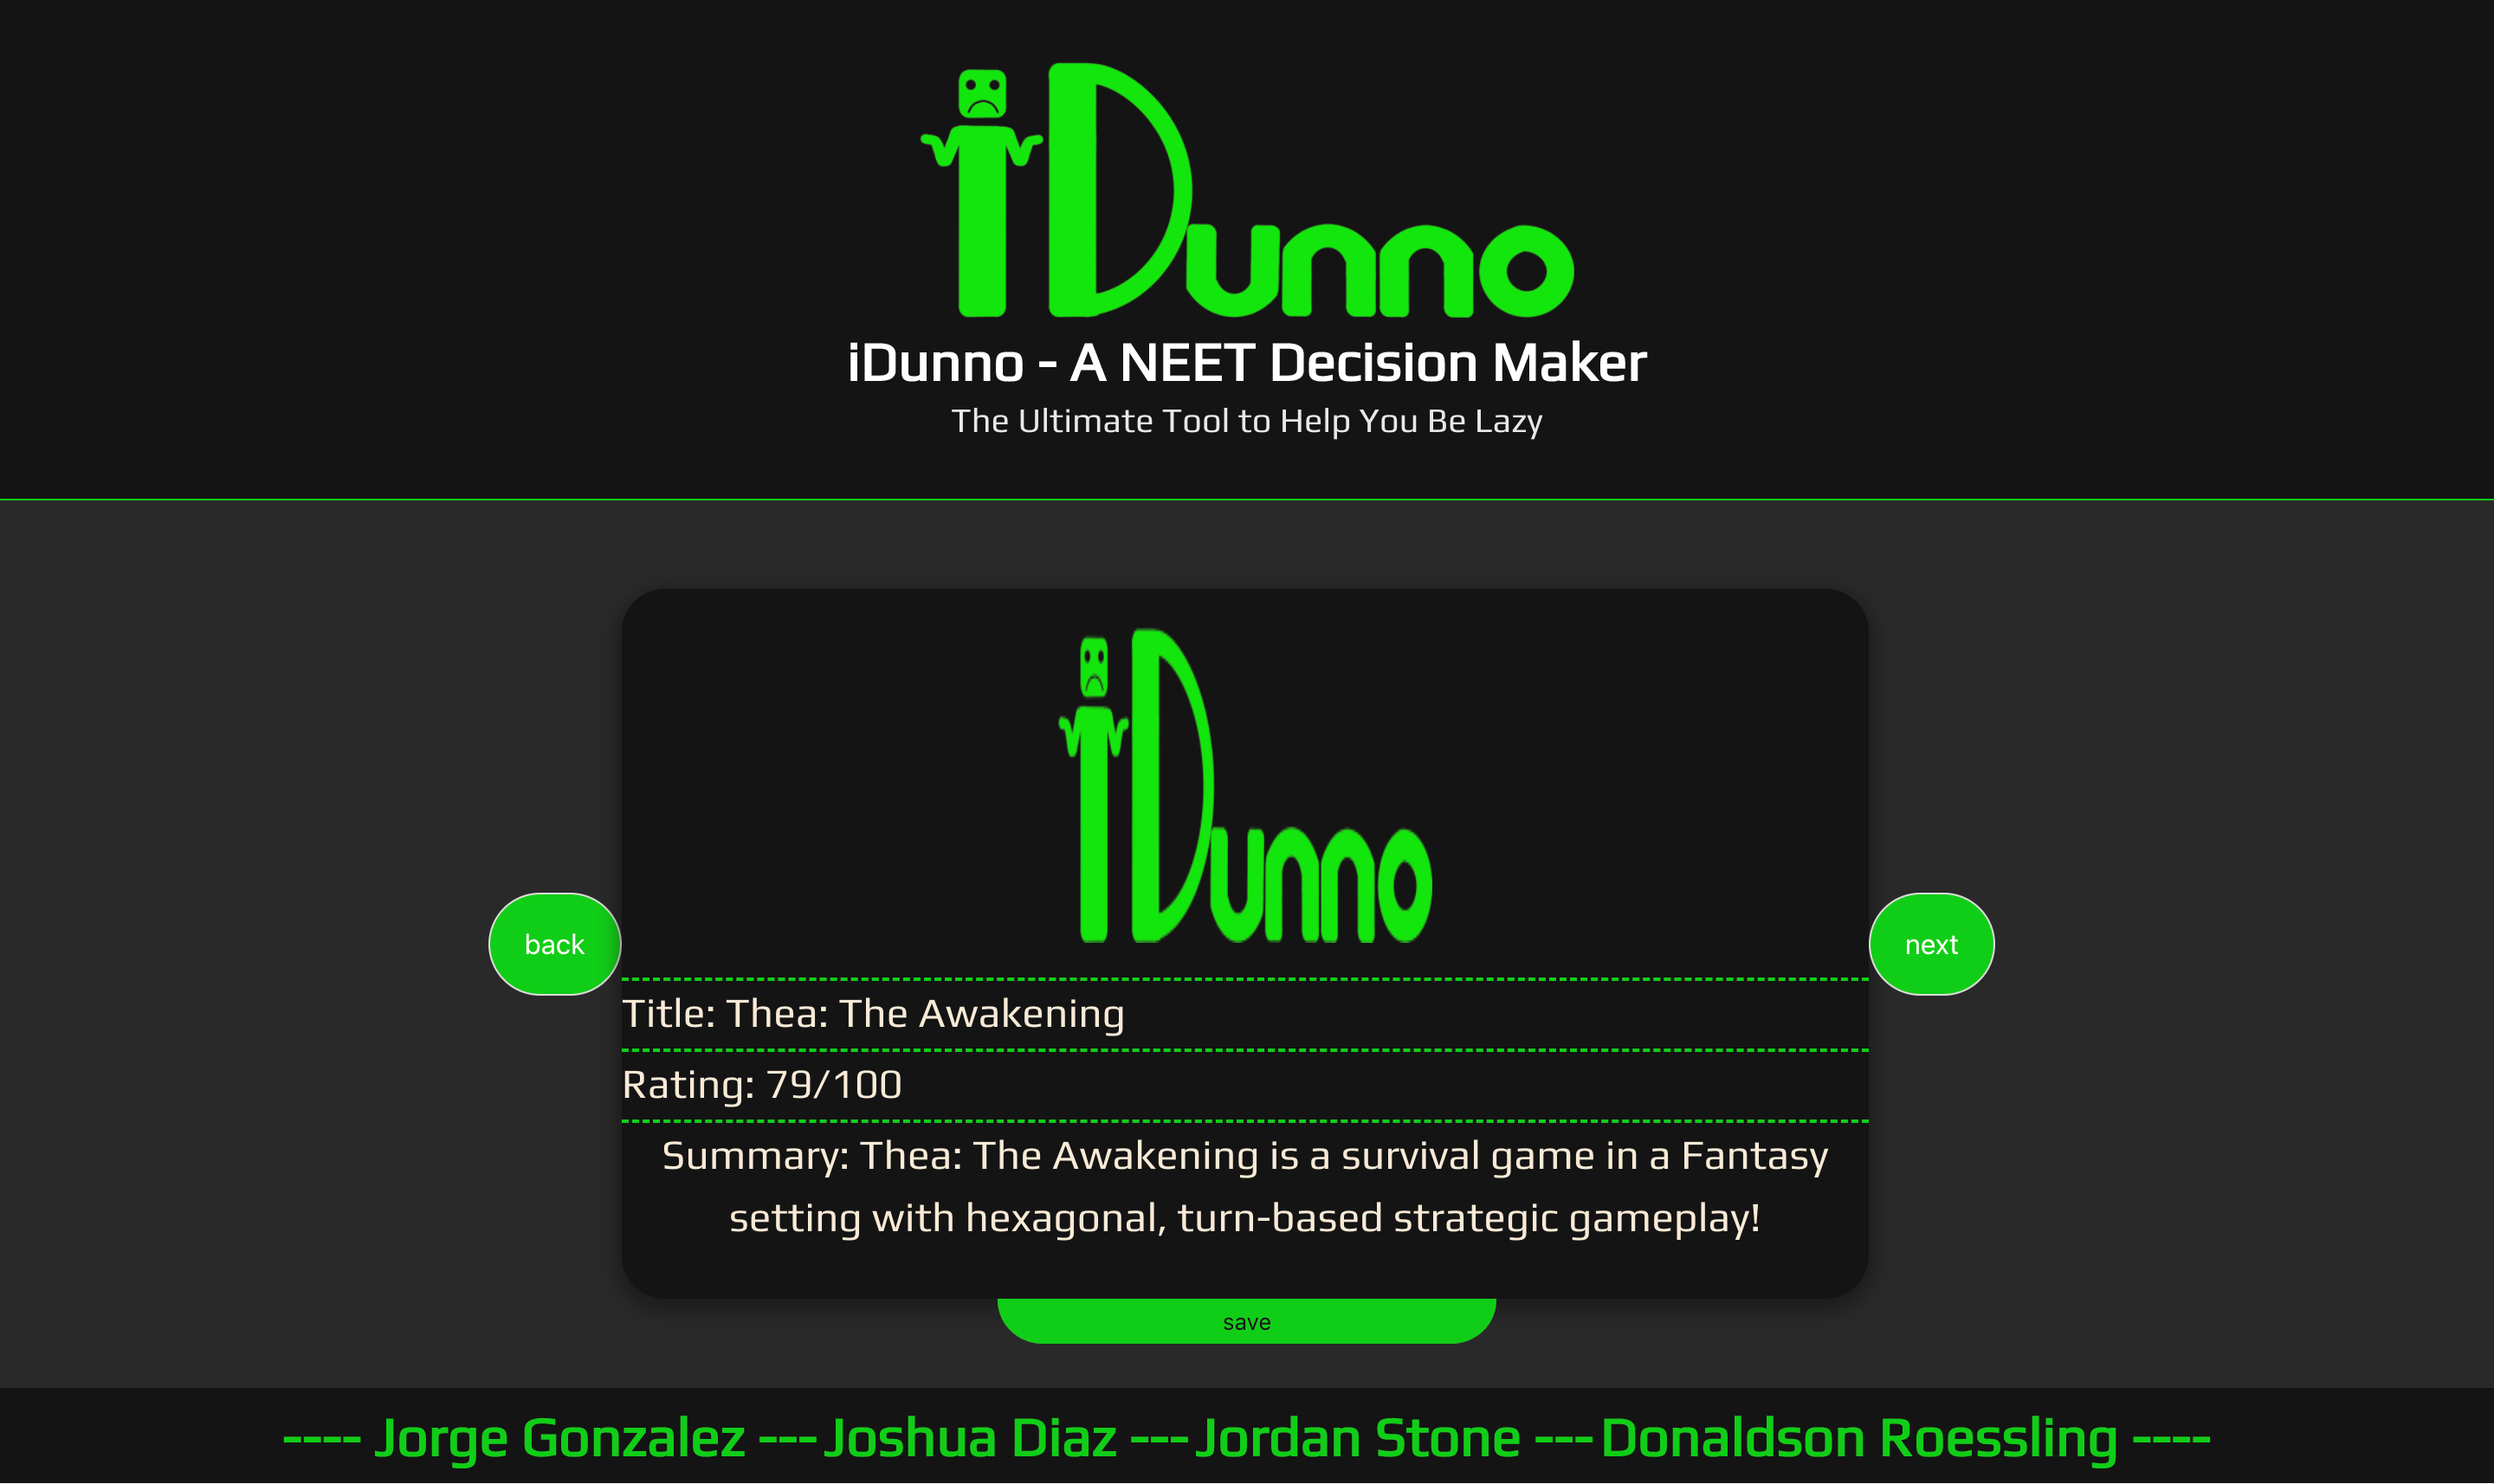 iDunno
iDunno - A NEET Decision Maker
The Ultimate Tool to Help You Be Lazy
iDunno
back
next
Title: Thea: The Awakening
Rating: 79/100
Summary: Thea: The Awakening is a survival game in a Fantasy
setting with hexagonal, turn-based strategic gameplay!
save
---- Jorge Gonzalez ---Joshua Diaz ---Jordan Stone ---Donaldson Roessling ----